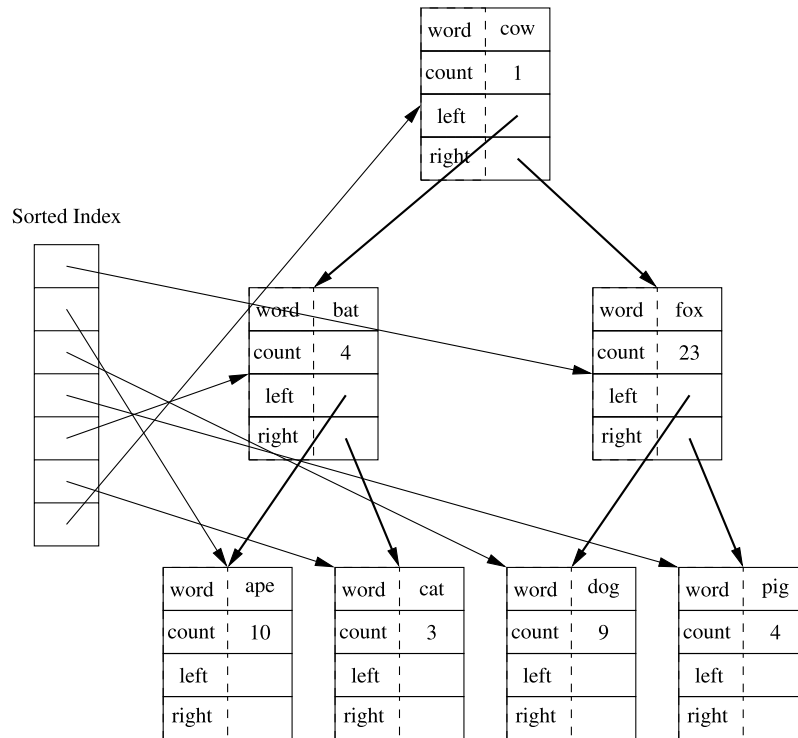 word cow
count 1
left
right
Sorted Index
word bat
count 4
left
right
word fox
count 23
left
right
word ape
count 10
left
right
word cat
count 3
left
right
word dog
count 9
left
right
word pig
count 4
left
right